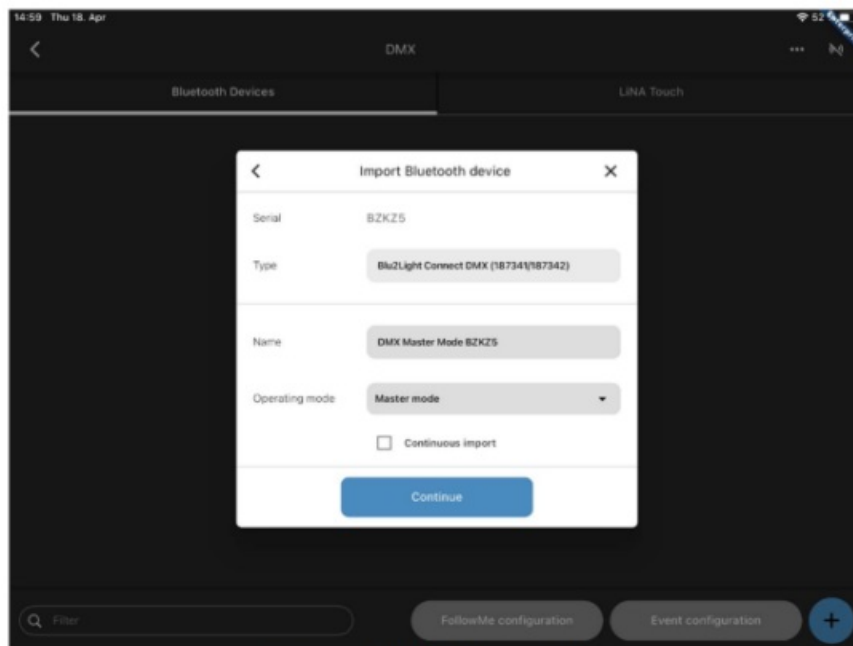 14:59 Thu 18. Apr
52
DMX
Bluetooth Devices
LiNA Touch
Import Bluetooth device
Serial
BZKZ5
Type
Blu2Light Connect DMX (187341/187342)
Name
DMX Master Mode BZKZ5
Operating mode
Master mode
Continuous import
Continue
Filter
FollowMe configuration
Event configuration